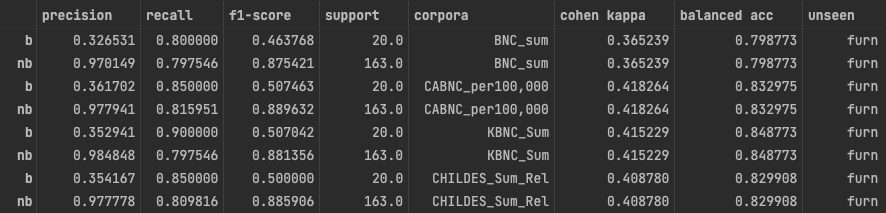 precision recall f1-score support corpora cohen kappa balanced acc unseen
b 0.326531 0.800000 0.463768 20.0 BNC_sum 0.365239 0.798773 furn
nb 0.970149 0.797546 0.875421 163.0 BNC_sum 0.365239 0.798773 furn
b 0.361702 0.850000 0.507463 20.0 CABNC_per100,000 0.418264 0.832975 furn
nb 0.977941 0.815951 0.889632 163.0 CABNC_per100,000 0.418264 0.832975 furn
b 0.352941 0.900000 0.507042 20.0 KBNC_Sum 0.415229 0.848773 furn
nb 0.984848 0.797546 0.881356 163.0 KBNC_Sum 0.415229 0.848773 furn
b 0.354167 0.850000 0.500000 20.0 CHILDES_Sum_Rel 0.408780 0.829908 furn
nb 0.977778 0.809816 0.885906 163.0 CHILDES_Sum_Rel 0.408780 0.829908 furn